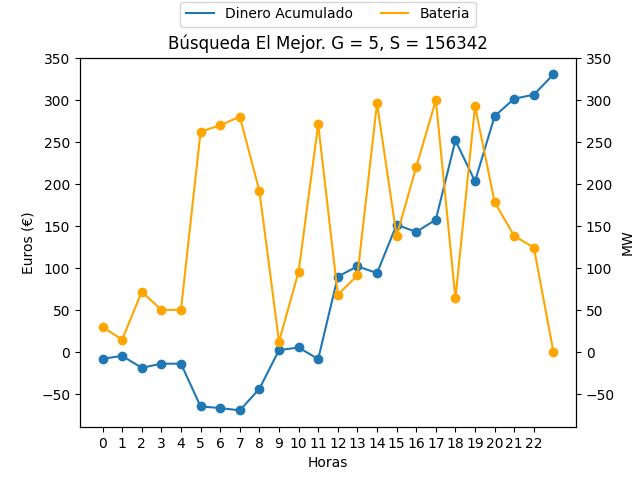 Dinero Acumulado Bateria
Búsqueda El Mejor. G = 5, S = 156342
350 350
300 300
250 250
200 200
150 150
100 100
50 50
0 0
−50 −50
Euros (€)
MW
0 1 2 3 4 5 6 7 8 9 10 11 12 13 14 15 16 17 18 19 20 21 22
Horas